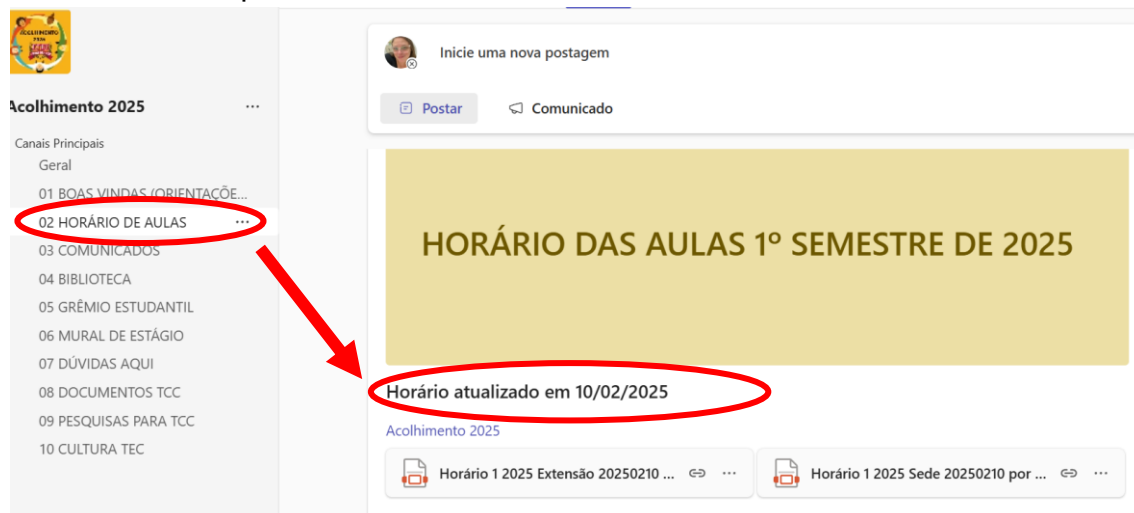 Acolhimento 2025
Canais Principais
Geral
01 BOAS VINDAS (ORIENTAÇÕE...
02 HORÁRIO DE AULAS
03 COMUNICADOS
04 BIBLIOTECA
05 GRÊMIO ESTUDANTIL
06 MURAL DE ESTÁGIO
07 DÚVIDAS AQUI
08 DOCUMENTOS TCC
09 PESQUISAS PARA TCC
10 CULTURA TEC
Inicie uma nova postagem
Postar
Comunicado
HORÁRIO DAS AULAS 1º SEMESTRE DE 2025
Horário atualizado em 10/02/2025
Acolhimento 2025
Horário 1 2025 Extensão 20250210 ...
Horário 1 2025 Sede 20250210 por ...